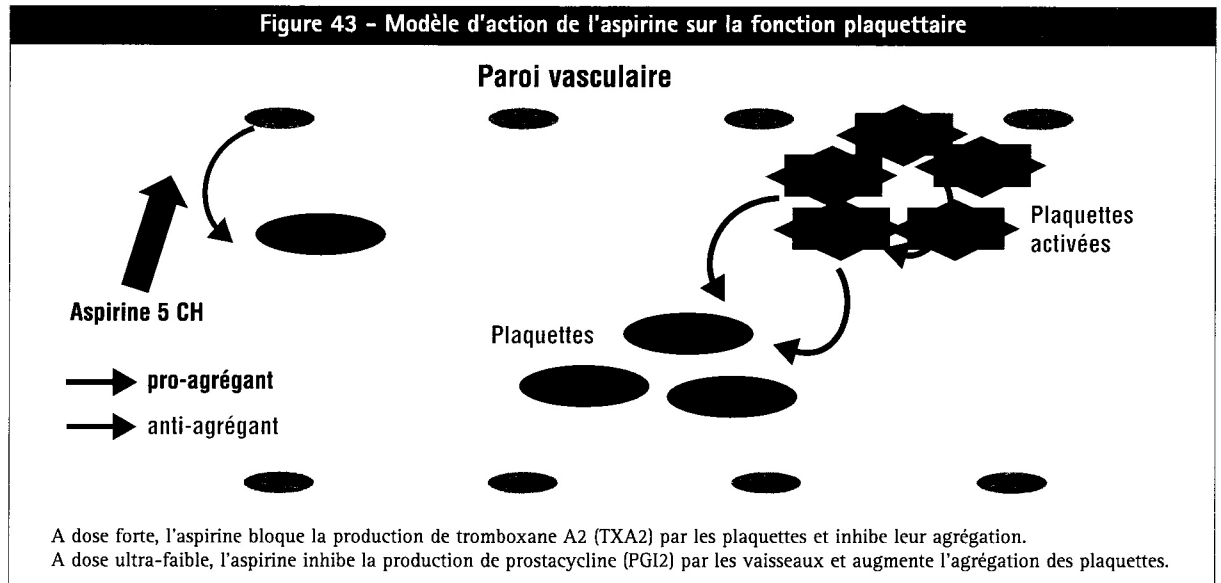 Figure 43 - Modèle d'action de l'aspirine sur la fonction plaquettaire
Paroi vasculaire
Plaquettes
activées
Aspirine 5 CH
Plaquettes
pro-agrégant
anti-agrégant
A dose forte, l'aspirine bloque la production de tromboxane A2 (TXA2) par les plaquettes et inhibe leur agrégation.
A dose ultra-faible, l'aspirine inhibe la production de prostacycline (PGI2) par les vaisseaux et augmente l'agrégation des plaquettes.